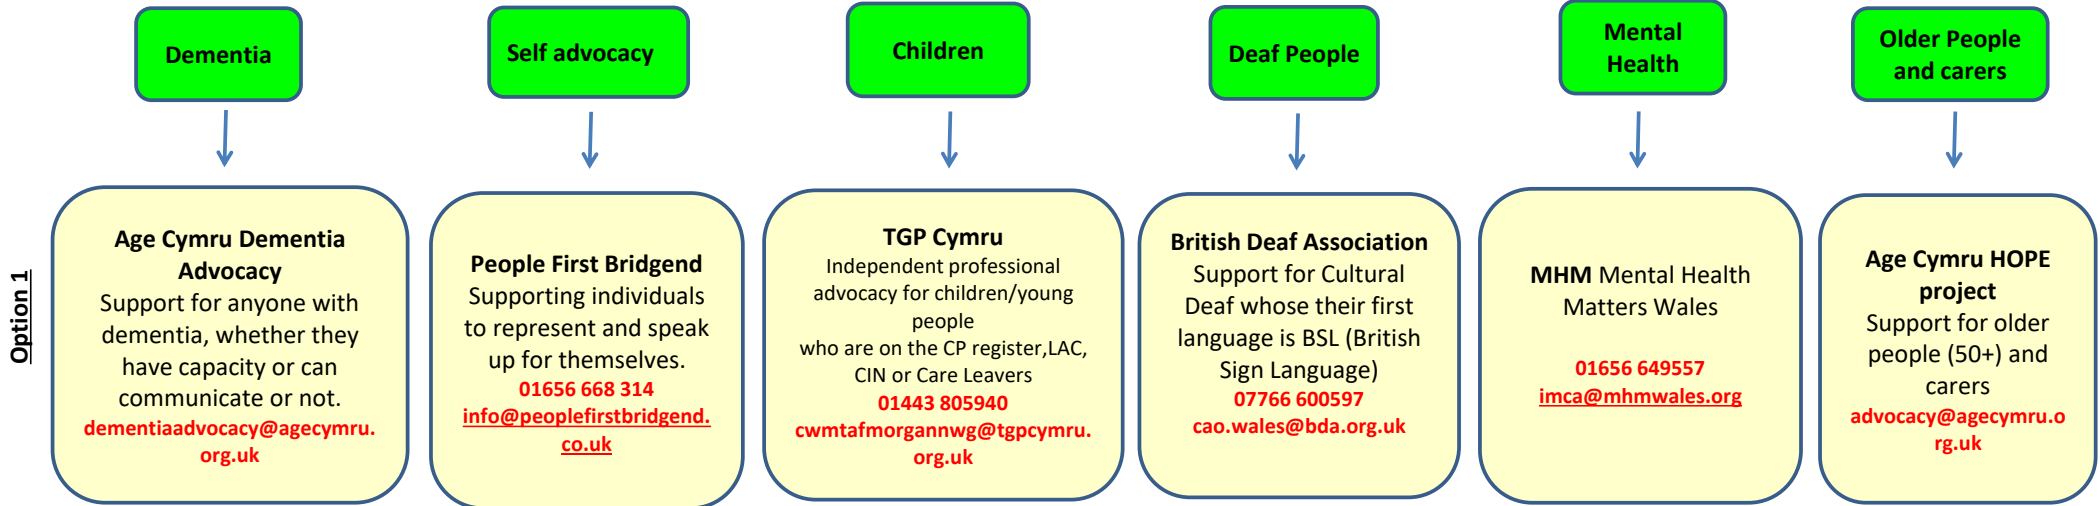 Dementia
Self advocacy
Children
Deaf People
Mental
Health
Older People
and carers
Option 1
Age Cymru Dementia
Advocacy
Support for anyone with
dementia, whether they
have capacity or can
communicate or not.
dementiaadvocacy@agecymru.
org.uk
People First Bridgend
Supporting individuals
to represent and speak
up for themselves.
01656 668 314
info@peoplefirstbridgend.
co.uk
TGP Cymru
Independent professional
advocacy for children/young
people
who are on the CP register,LAC,
CIN or Care Leavers
01443 805940
cwmtafmorgannwg@tgpcymru.
org.uk
British Deaf Association
Support for Cultural
Deaf whose their first
language is BSL (British
Sign Language)
07766 600597
cao.wales@bda.org.uk
MHM Mental Health
Matters Wales
01656 649557
imca@mhmwales.org
Age Cymru HOPE
project
Support for older
people (50+) and
carers
advocacy@agecymru.o
rg.uk